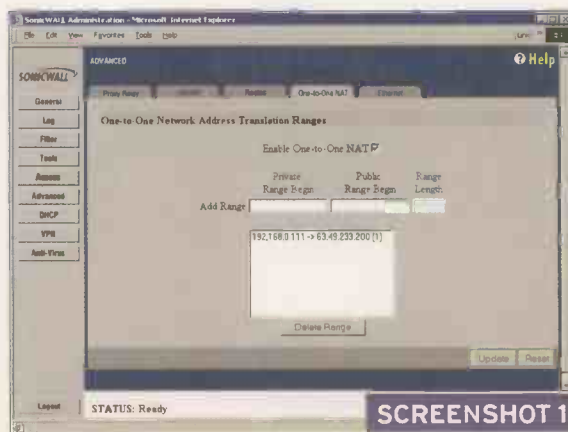 SonicWALL Administration - Microsoft Internet Explorer
File Edit View Favorites Tools Help
ADVANCED
Help
SONICWALL
Proxy Relay
Routes
One-to-One NAT
Ethernet
General
Log
Filter
Tools
Access
Advanced
DHCP
VPN
Anti-Virus
Logout
One-to-One Network Address Translation Ranges
Enable One-to-One NAT
Private Range Begin
Public Range Begin
Range Length
Add Range
192.168.0.111 -> 63.49.233.200 (1)
Delete Range
Update Reset
STATUS: Ready
SCREENSHOT 1